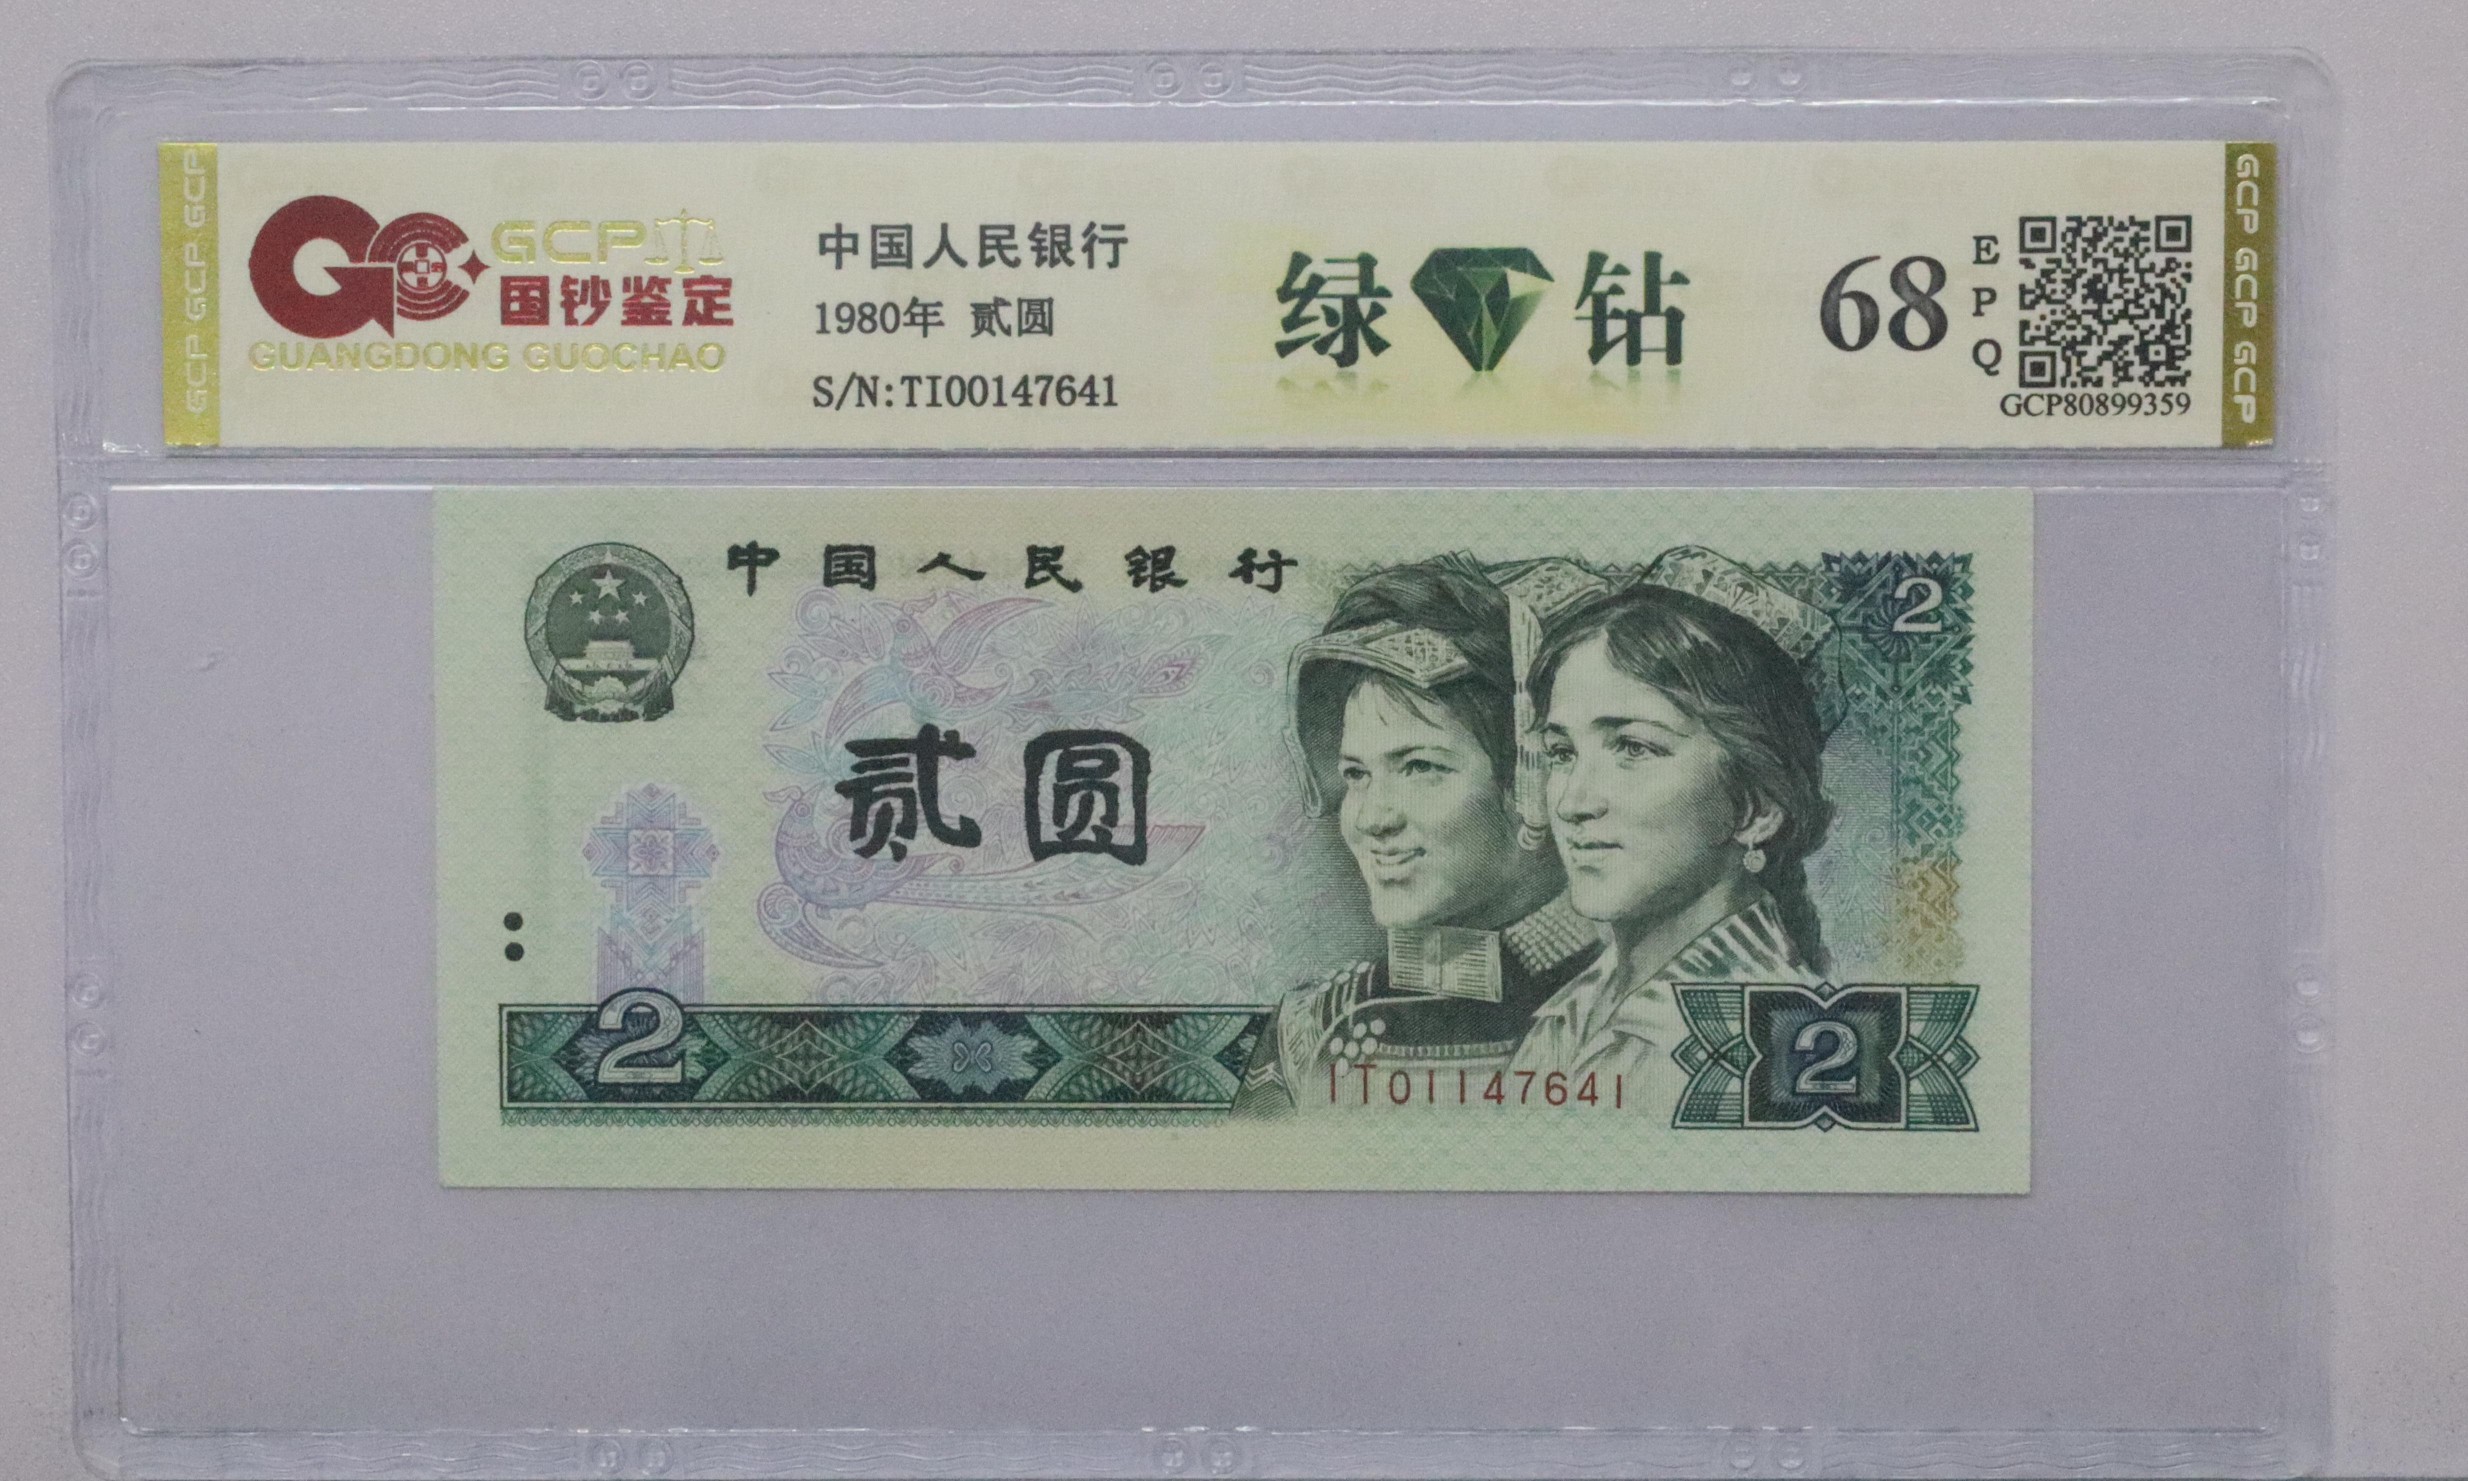 GCP GCP GCP
GCP
国钞鉴定
GUANGDONG GUOCHAO
中国人民银行
1980年 贰圆
S/N:TI00147641
绿 钻
68
E
P
Q
GCP80899359
GCP GCP GCP
中国人民银行
2
贰圆
2
2
IT01147641